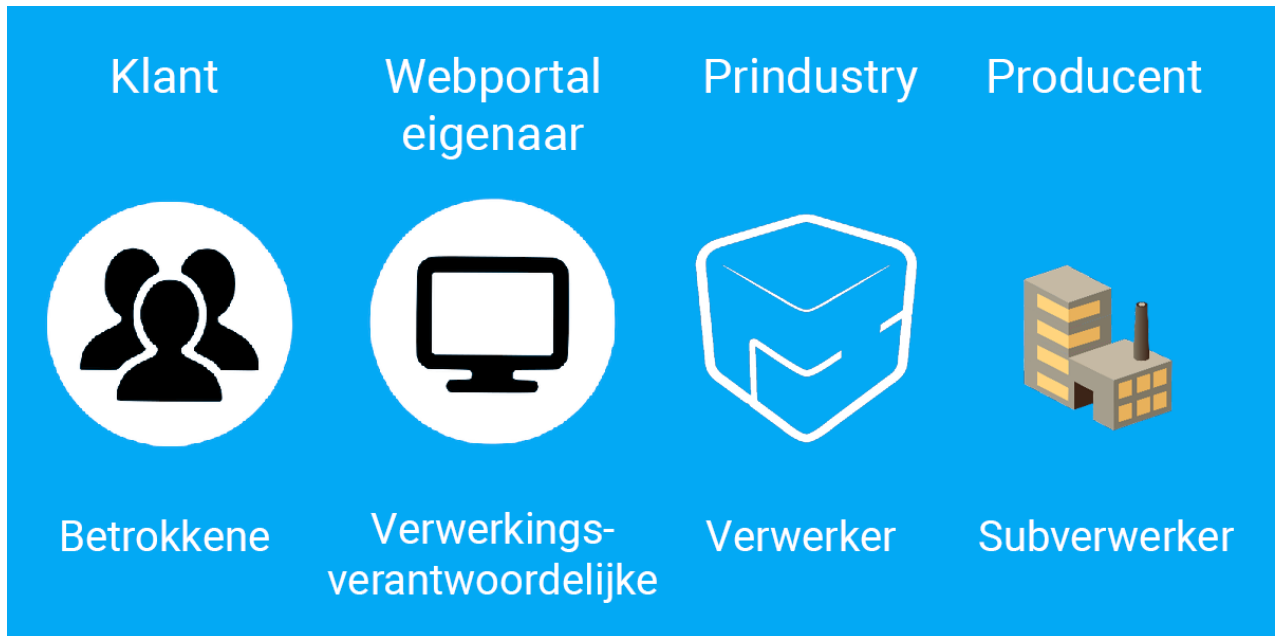 Klant
Webportal
eigenaar
Prindustry
Producent
Betrokkene
Verwerkings-
verantwoordelijke
Verwerker
Subverwerker